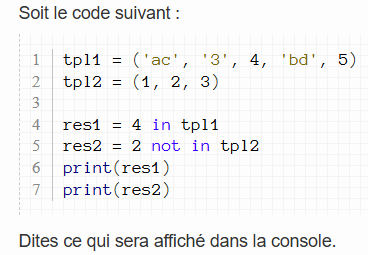 Soit le code suivant :
1 tpl1 = ('ac', '3', 4, 'bd', 5)
2 tpl2 = (1, 2, 3)
3
4 res1 = 4 in tpl1
5 res2 = 2 not in tpl2
6 print(res1)
7 print(res2)
Dites ce qui sera affiché dans la console.